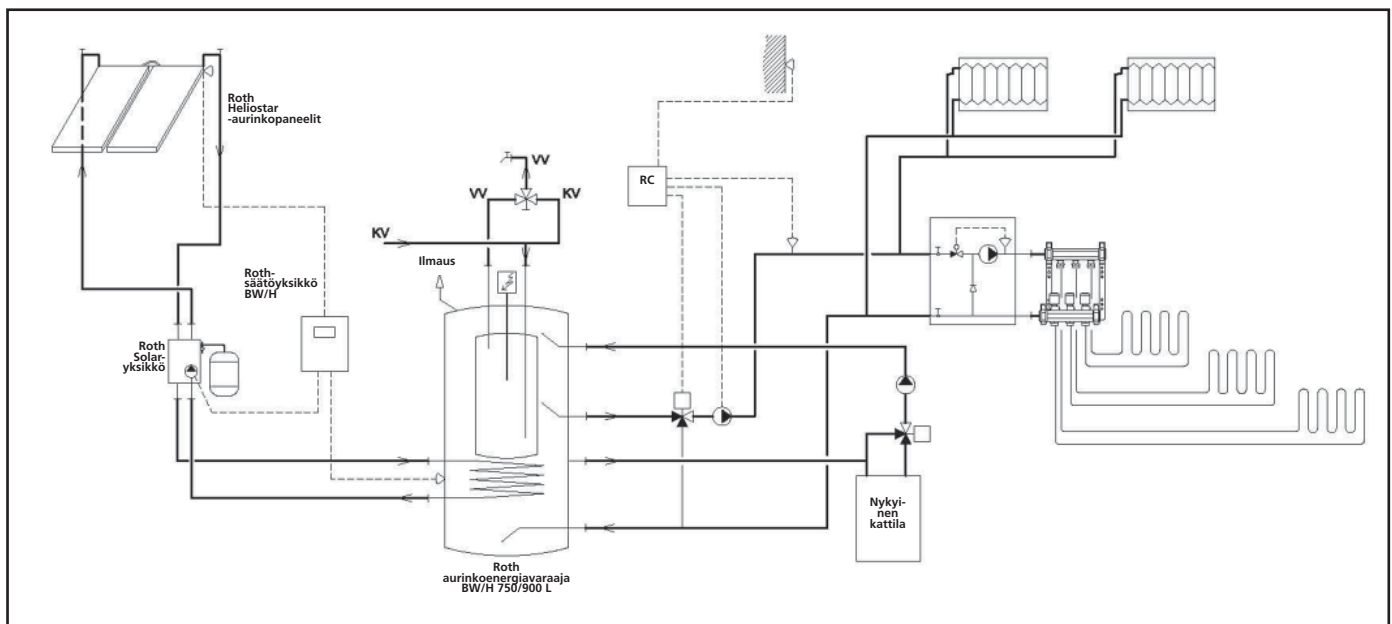 Roth
Heliostar
-aurinkopaneelit
RC
VV
VV
KV
KV
Ilmaus
Roth-
säätöyksikkö
BW/H
Roth
Solar-
yksikkö
Nykyi-
nen
kattila
Roth
aurinkoenergiavaraaja
BW/H 750/900 L